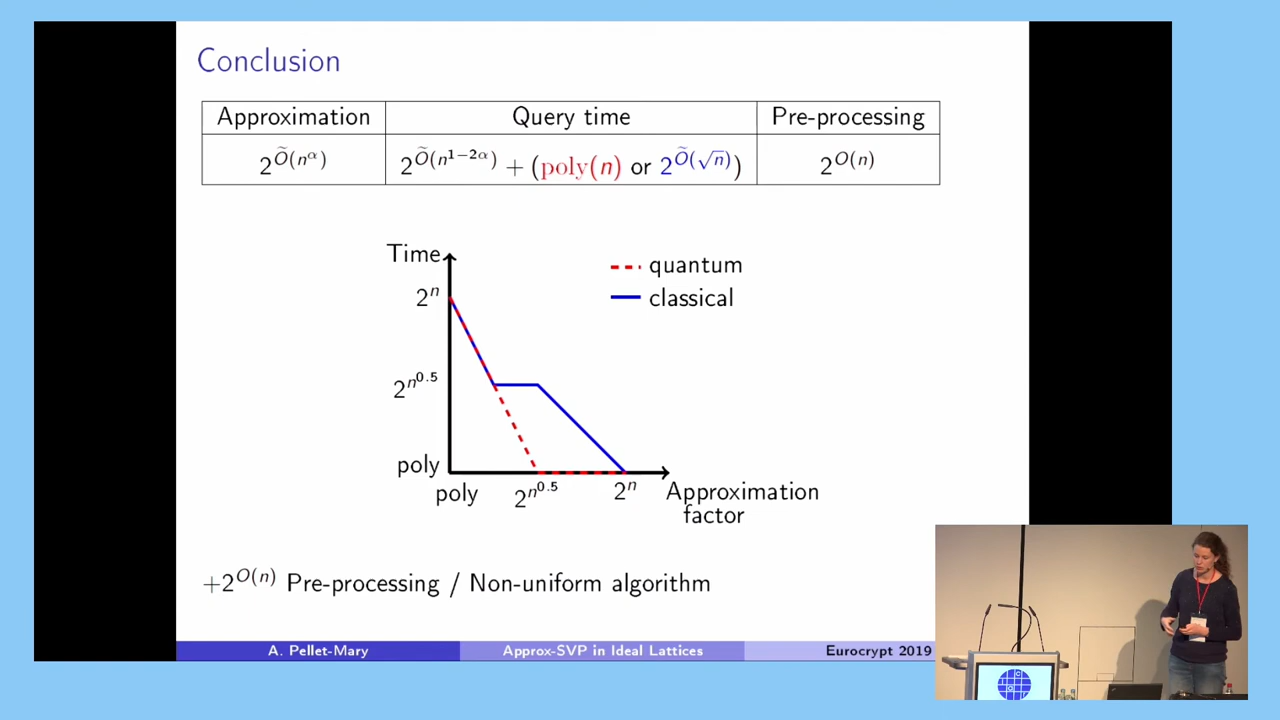 Conclusion
Approximation Query time Pre-processing
2^Õ(n^α) 2^Õ(n^1−2α) + (poly(n) or 2^Õ(√n)) 2^O(n)
Time
quantum
classical
2^n
2^n^0.5
poly
poly 2^n^0.5 2^n Approximation
factor
+2^O(n) Pre-processing / Non-uniform algorithm
A. Pellet-Mary Approx-SVP in Ideal Lattices Eurocrypt 2019